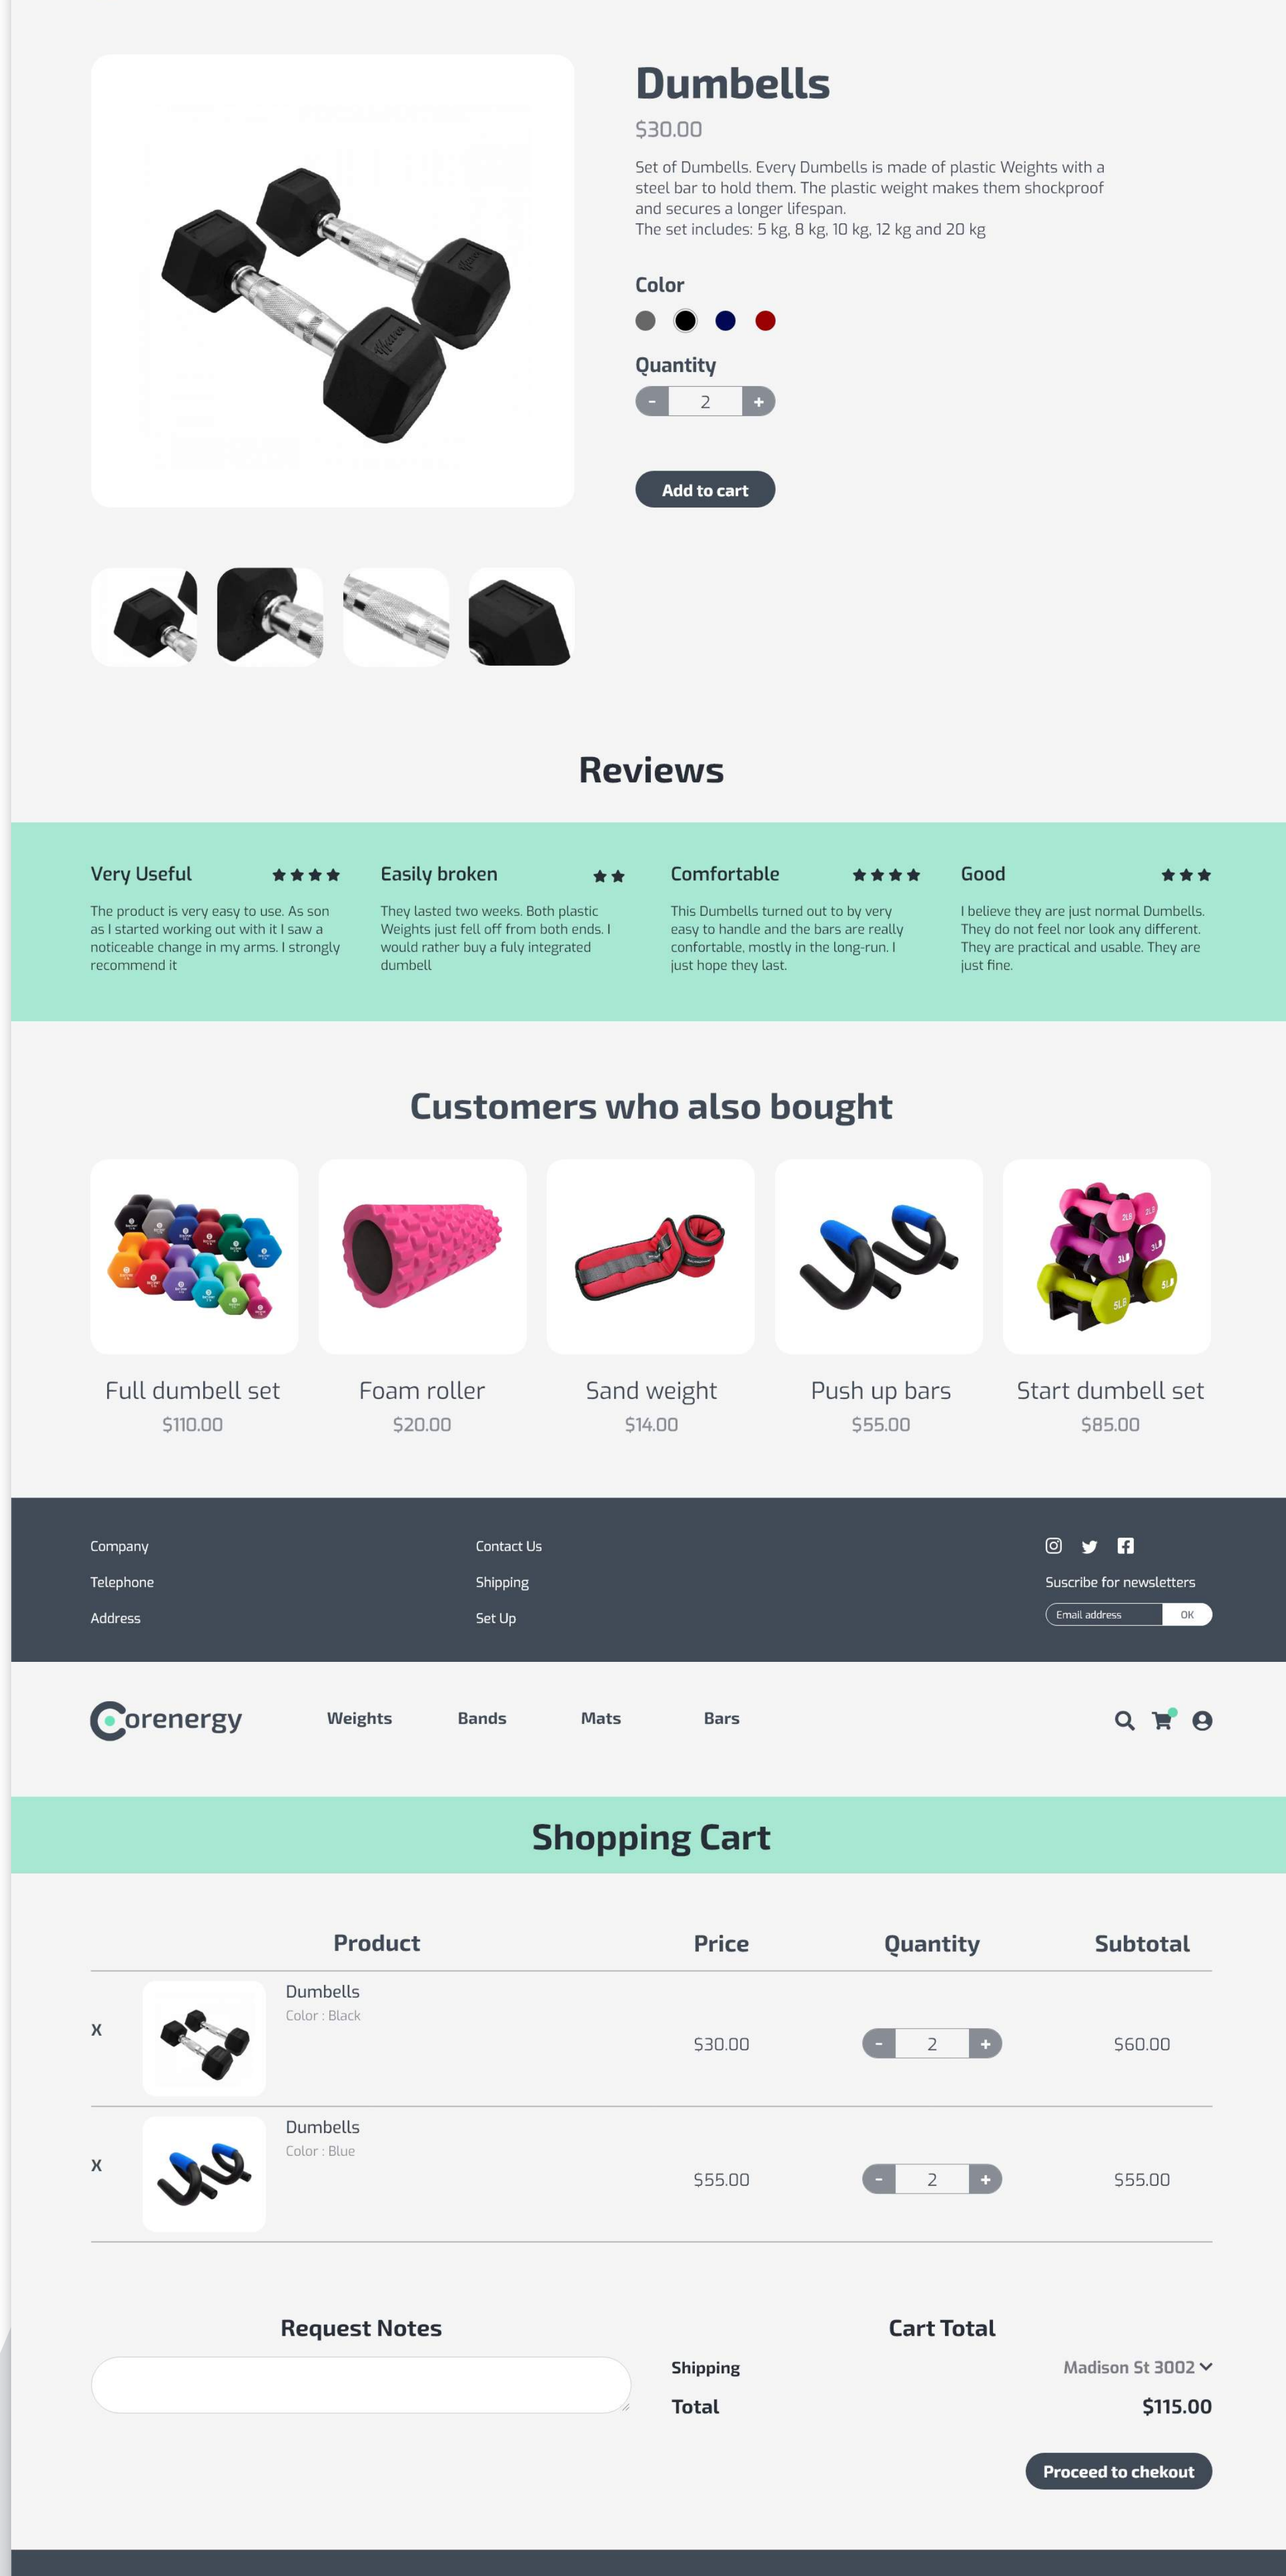 Dumbells
$30.00
Set of Dumbells. Every Dumbells is made of plastic Weights with a
steel bar to hold them. The plastic weight makes them shockproof
and secures a longer lifespan.
The set includes: 5 kg, 8 kg, 10 kg, 12 kg and 20 kg
Color
Quantity
- 2 +
Add to cart
Reviews
Very Useful
The product is very easy to use. As son
as I started working out with it I saw a
noticeable change in my arms. I strongly
recommend it
Easily broken
They lasted two weeks. Both plastic
Weights just fell off from both ends. I
would rather buy a fuly integrated
dumbell
Comfortable
This Dumbells turned out to by very
easy to handle and the bars are really
confortable, mostly in the long-run. I
just hope they last.
Good
I believe they are just normal Dumbells.
They do not feel nor look any different.
They are practical and usable. They are
just fine.
Customers who also bought
2LB 2LB
3LB 3LB
5LB 5LB
Full dumbell set
$110.00
Foam roller
$20.00
Sand weight
$14.00
Push up bars
$55.00
Start dumbell set
$85.00
Company
Telephone
Address
Contact Us
Shipping
Set Up
Suscribe for newsletters
Email address OK
Corenergy
Weights Bands Mats Bars
Shopping Cart
Product Price Quantity Subtotal
X Dumbells
Color : Black
$30.00 - 2 + $60.00
X Dumbells
Color : Blue
$55.00 - 2 + $55.00
Request Notes
Cart Total
Shipping Madison St 3002
Total $115.00
Proceed to chekout